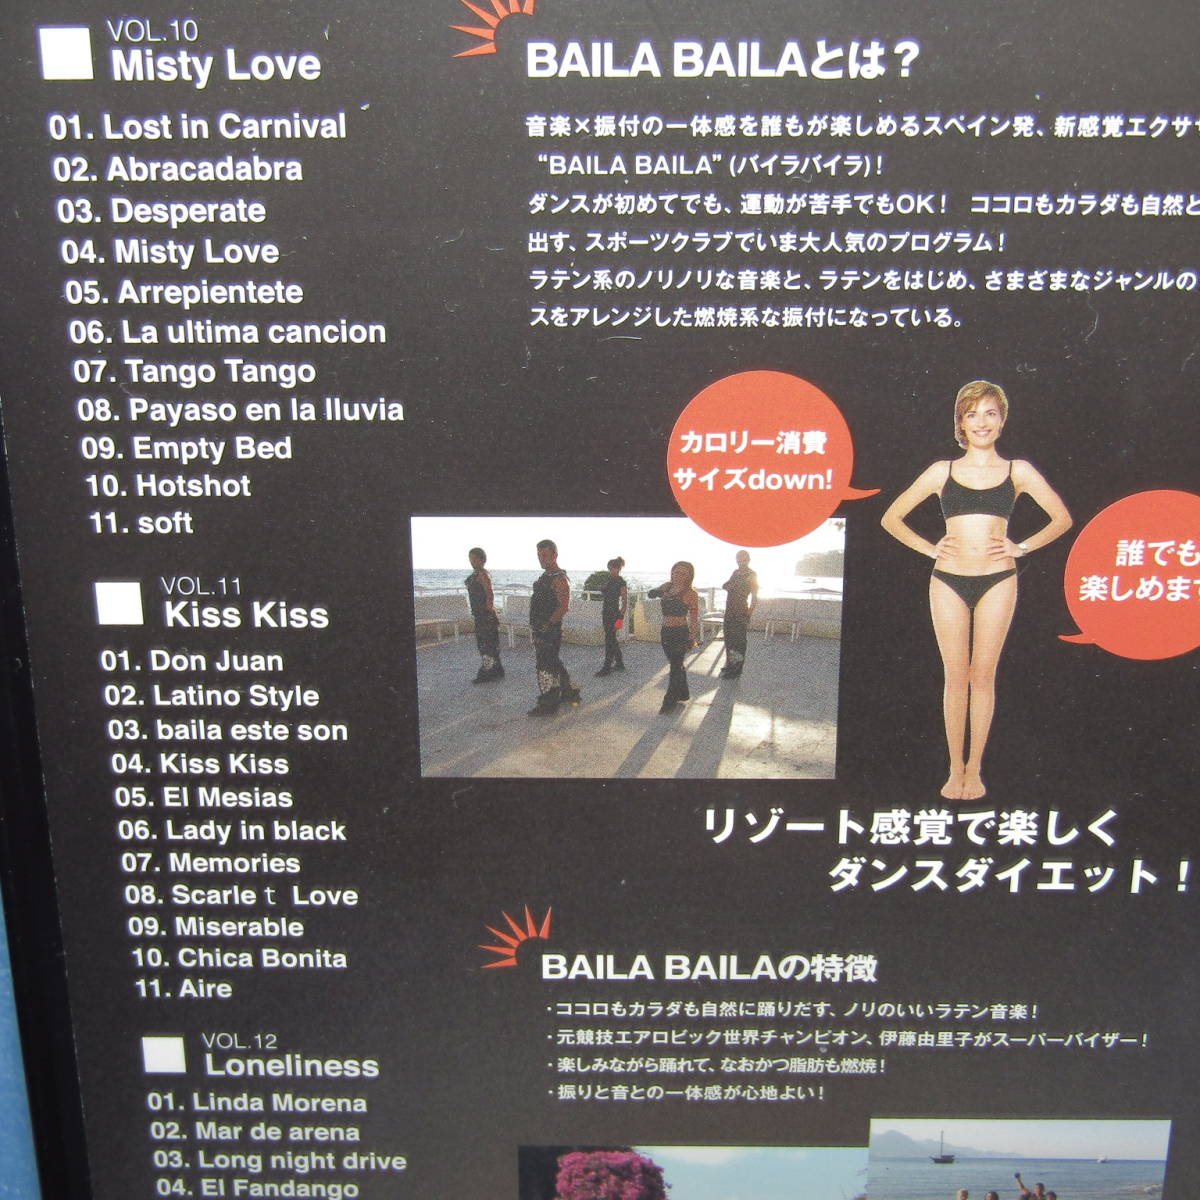 VOL.10
Misty Love
01. Lost in Carnival
02. Abracadabra
03. Desperate
04. Misty Love
05. Arrepientete
06. La ultima cancion
07. Tango Tango
08. Payaso en la lluvia
09. Empty Bed
10. Hotshot
11. soft
VOL.11
Kiss Kiss
01. Don Juan
02. Latino Style
03. baila este son
04. Kiss Kiss
05. El Mesias
06. Lady in black
07. Memories
08. Scarlet Love
09. Miserable
10. Chica Bonita
11. Aire
VOL.12
Loneliness
01. Linda Morena
02. Mar de arena
03. Long night drive
04. El Fandango
BAILA BAILAとは？
音楽×振付の一体感を誰もが楽しめるスペイン発、新感覚エクササ
“BAILA BAILA”(バイラバイラ)！
ダンスが初めてでも、運動が苦手でもOK！ ココロもカラダも自然と
出す、スポーツクラブでいま大人気のプログラム！
ラテン系のノリノリな音楽と、ラテンをはじめ、さまざまなジャンルの
スをアレンジした燃焼系な振付になっている。
カロリー消費
サイズdown!
誰でも
楽しめます
リゾート感覚で楽しく
ダンスダイエット！
BAILA BAILAの特徴
・ココロもカラダも自然に踊りだす、ノリのいいラテン音楽！
・元競技エアロビック世界チャンピオン、伊藤由里子がスーパーバイザー！
・楽しみながら踊れて、なおかつ脂肪も燃焼！
・振りと音との一体感が心地よい！